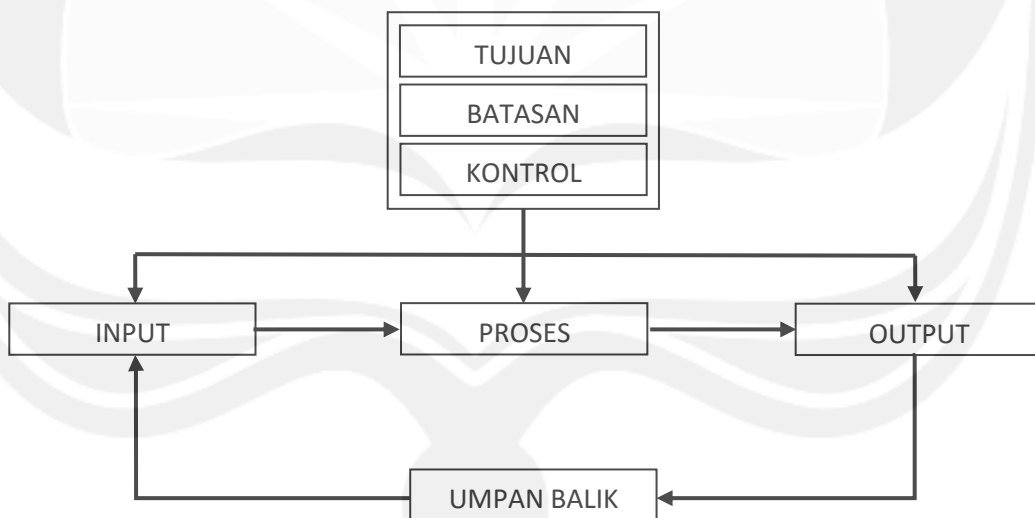 TUJUAN
BATASAN
KONTROL
INPUT
PROSES
OUTPUT
UMPAN BALIK